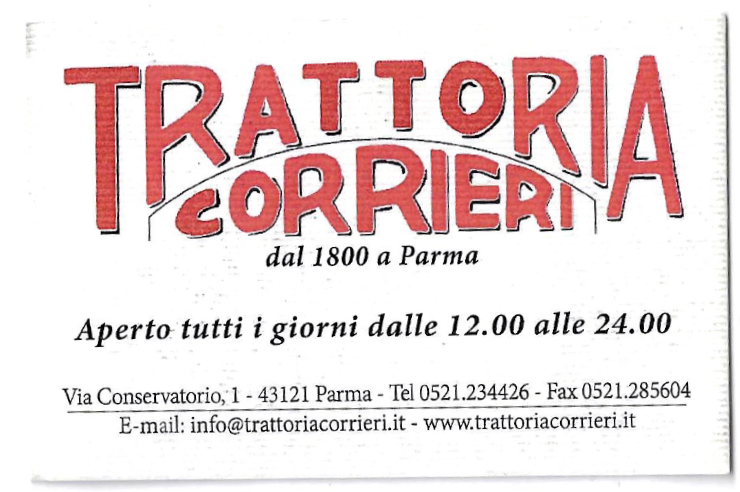 TRATTORIA
CORRIERI
dal 1800 a Parma
Aperto tutti i giorni dalle 12.00 alle 24.00
Via Conservatorio, 1 - 43121 Parma - Tel 0521.234426 - Fax 0521.285604
E-mail: info@trattoriacorrieri.it - www.trattoriacorrieri.it